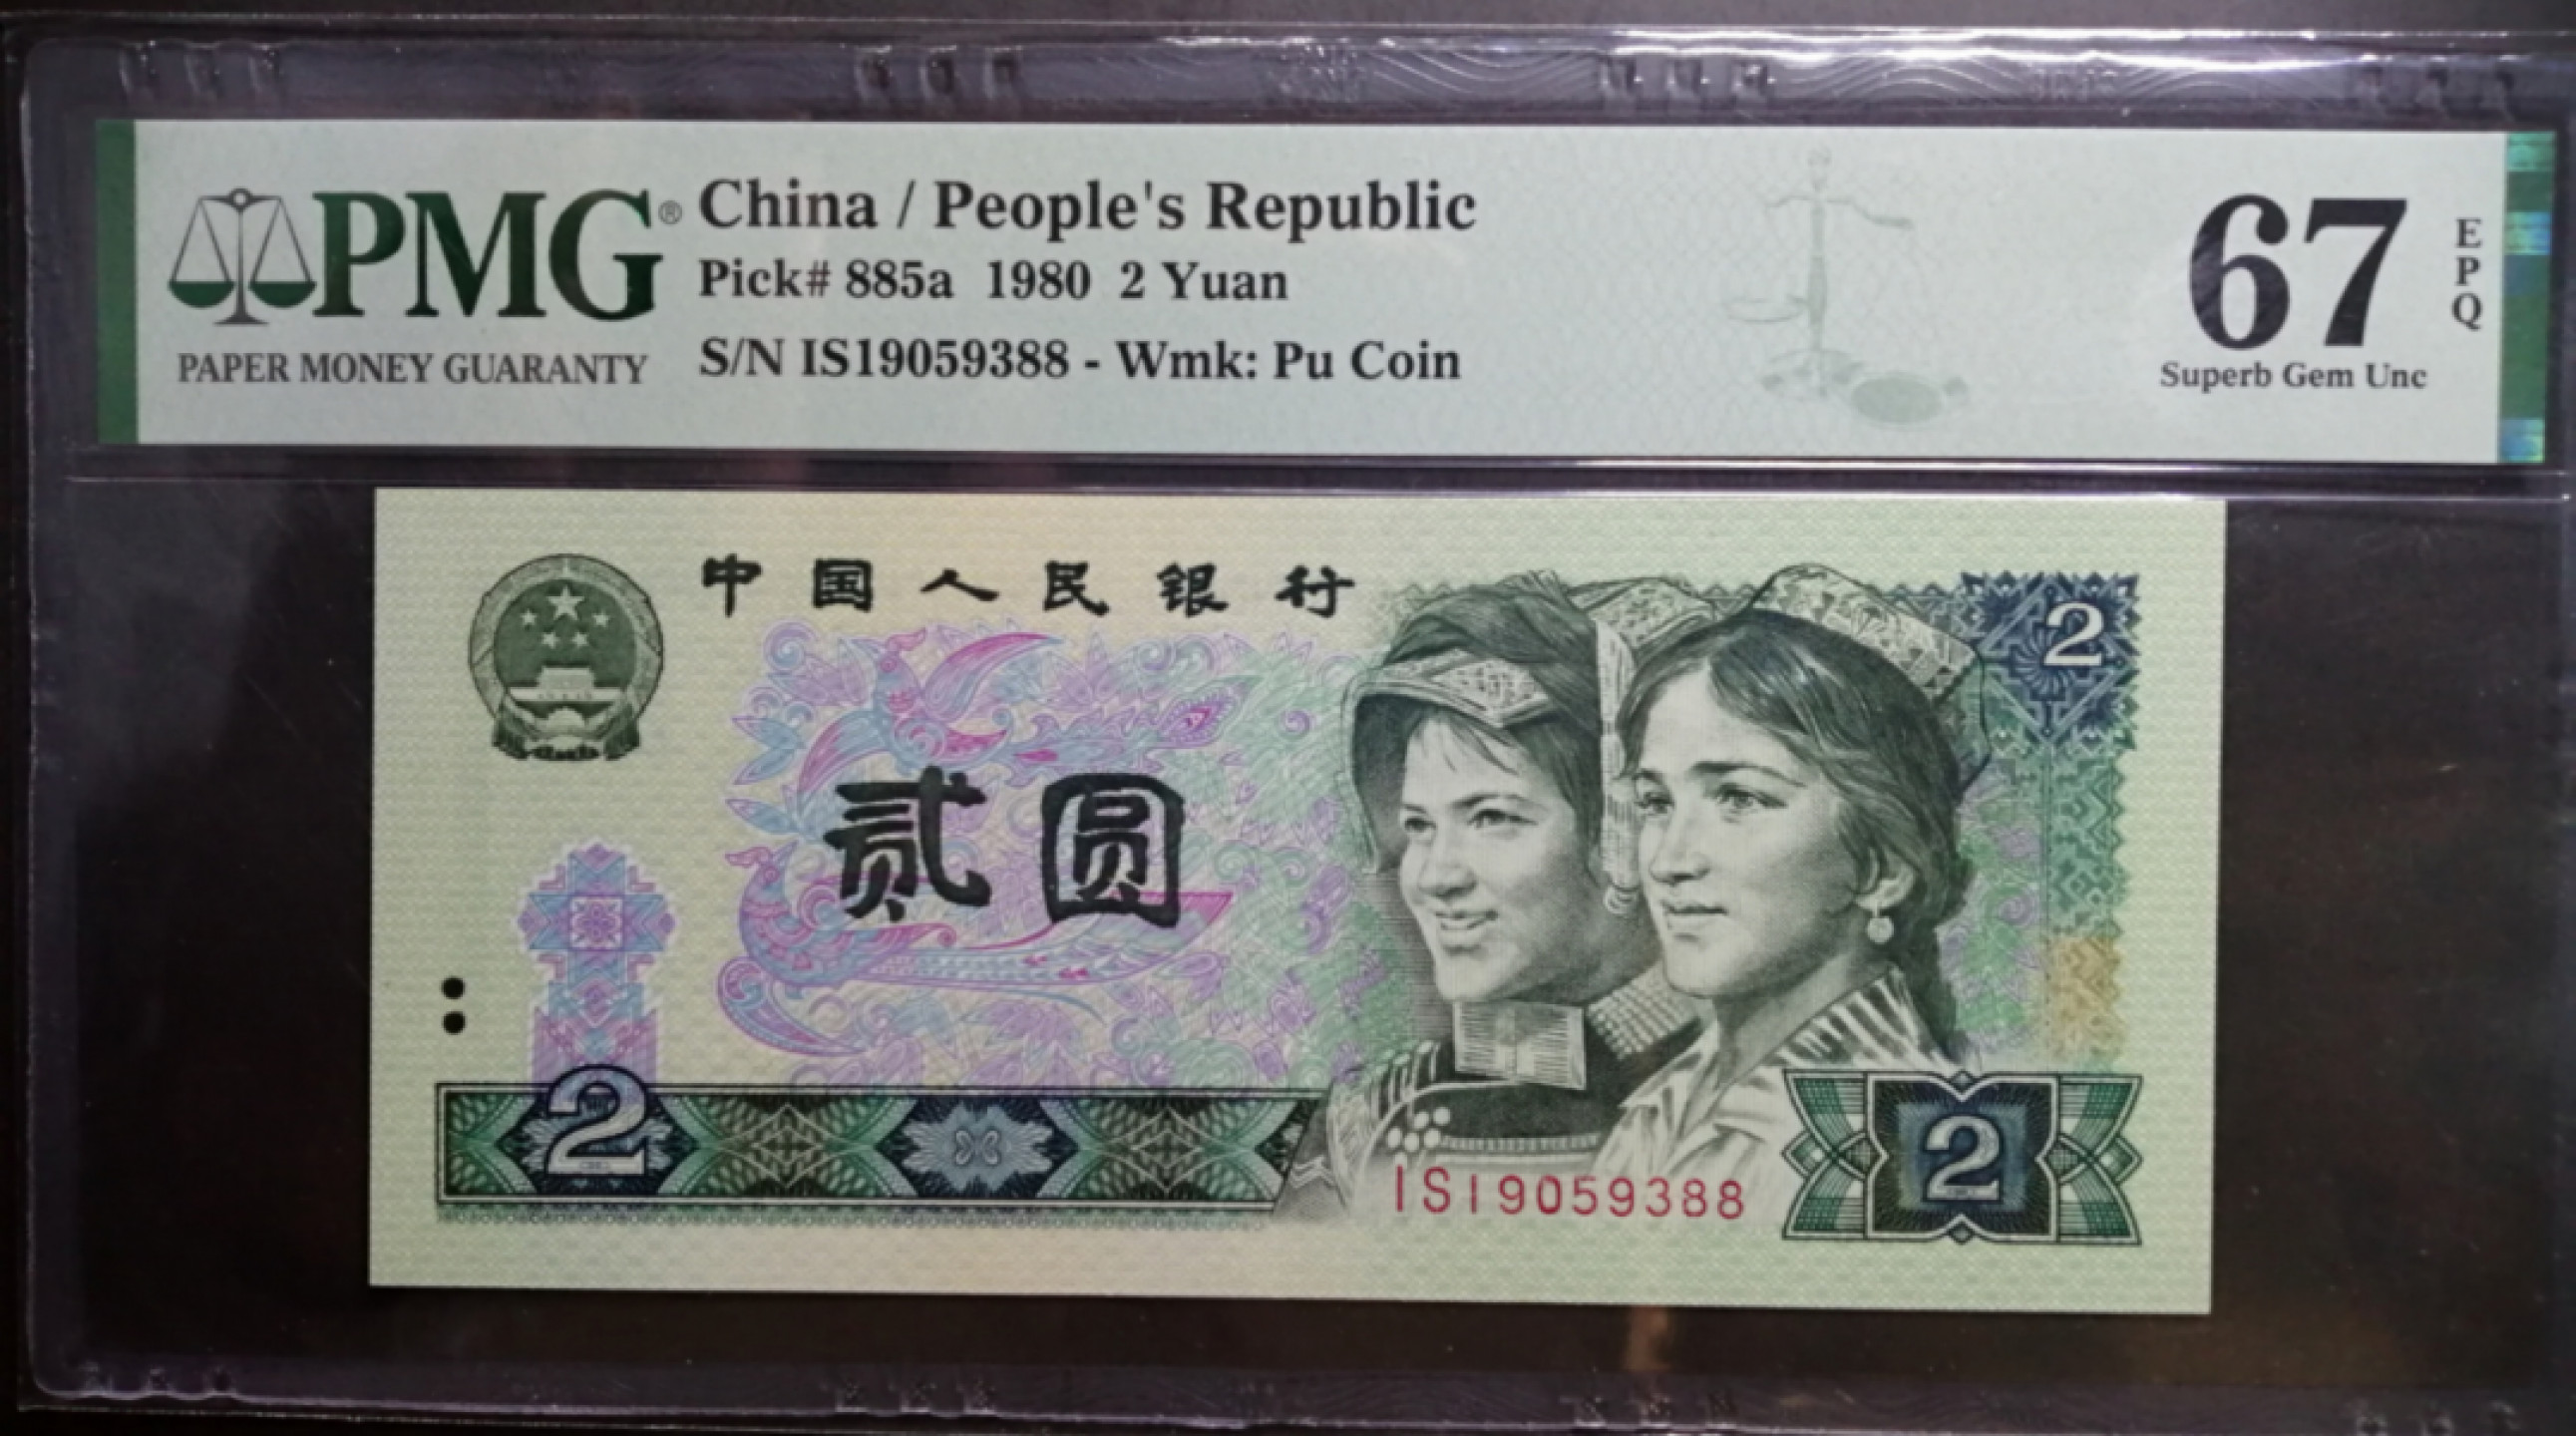 PMG®
PAPER MONEY GUARANTY
China / People's Republic
Pick# 885a 1980 2 Yuan
S/N IS19059388 - Wmk: Pu Coin
67
EPQ
Superb Gem Unc
中国人民银行
2
贰圆
2
IS19059388
2